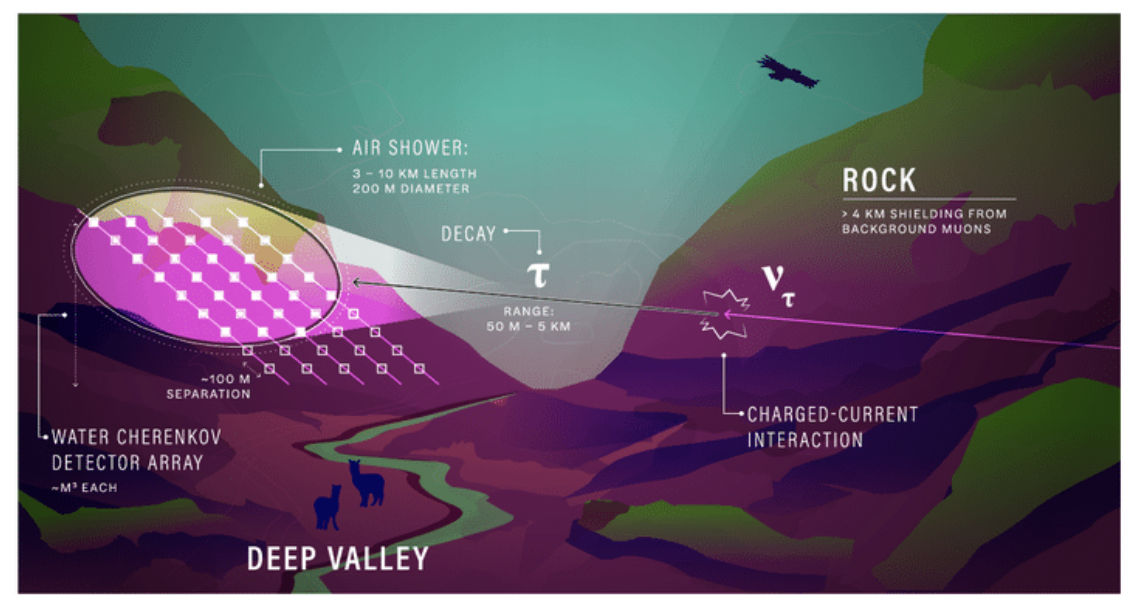 AIR SHOWER:
3 – 10 KM LENGTH
200 M DIAMETER
DECAY
τ
RANGE:
50 M – 5 KM
ROCK
> 4 KM SHIELDING FROM
BACKGROUND MUONS
ντ
~100 M
SEPARATION
WATER CHERENKOV
DETECTOR ARRAY
~M³ EACH
CHARGED-CURRENT
INTERACTION
DEEP VALLEY